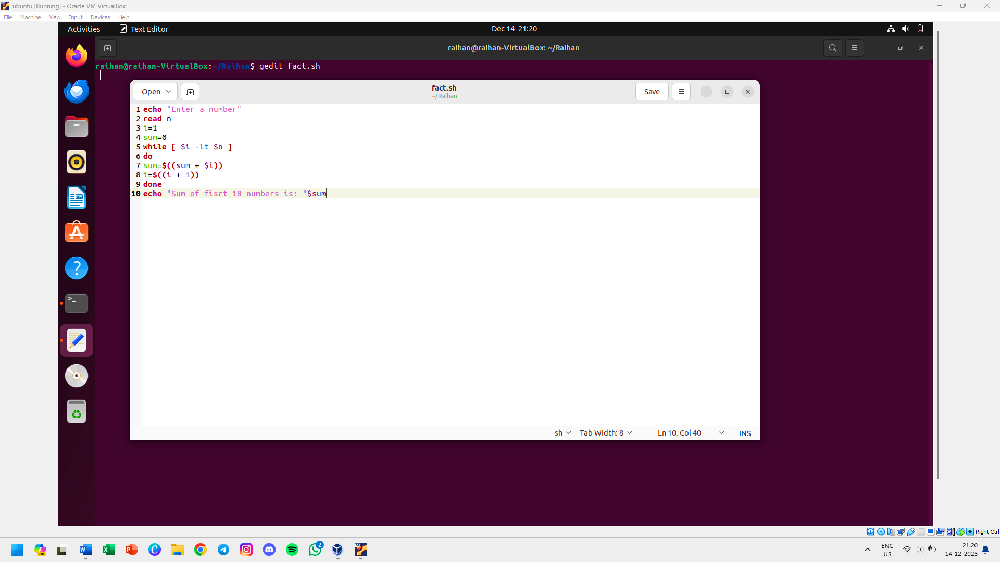 ubuntu [Running] - Oracle VM VirtualBox
File Machine View Input Devices Help
Activities Text Editor Dec 14 21:20
raihan@raihan-VirtualBox: ~/Raihan
raihan@raihan-VirtualBox:~/Raihan$ gedit fact.sh
Open fact.sh Save
~/Raihan
1 echo "Enter a number"
2 read n
3 i=1
4 sum=0
5 while [ $i -lt $n ]
6 do
7 sum=$((sum + $i))
8 i=$((i + 1))
9 done
10 echo "Sum of fisrt 10 numbers is: "$sum
sh Tab Width: 8 Ln 10, Col 40 INS
Right Ctrl
PRE
2
ENG
US
21:20
14-12-2023